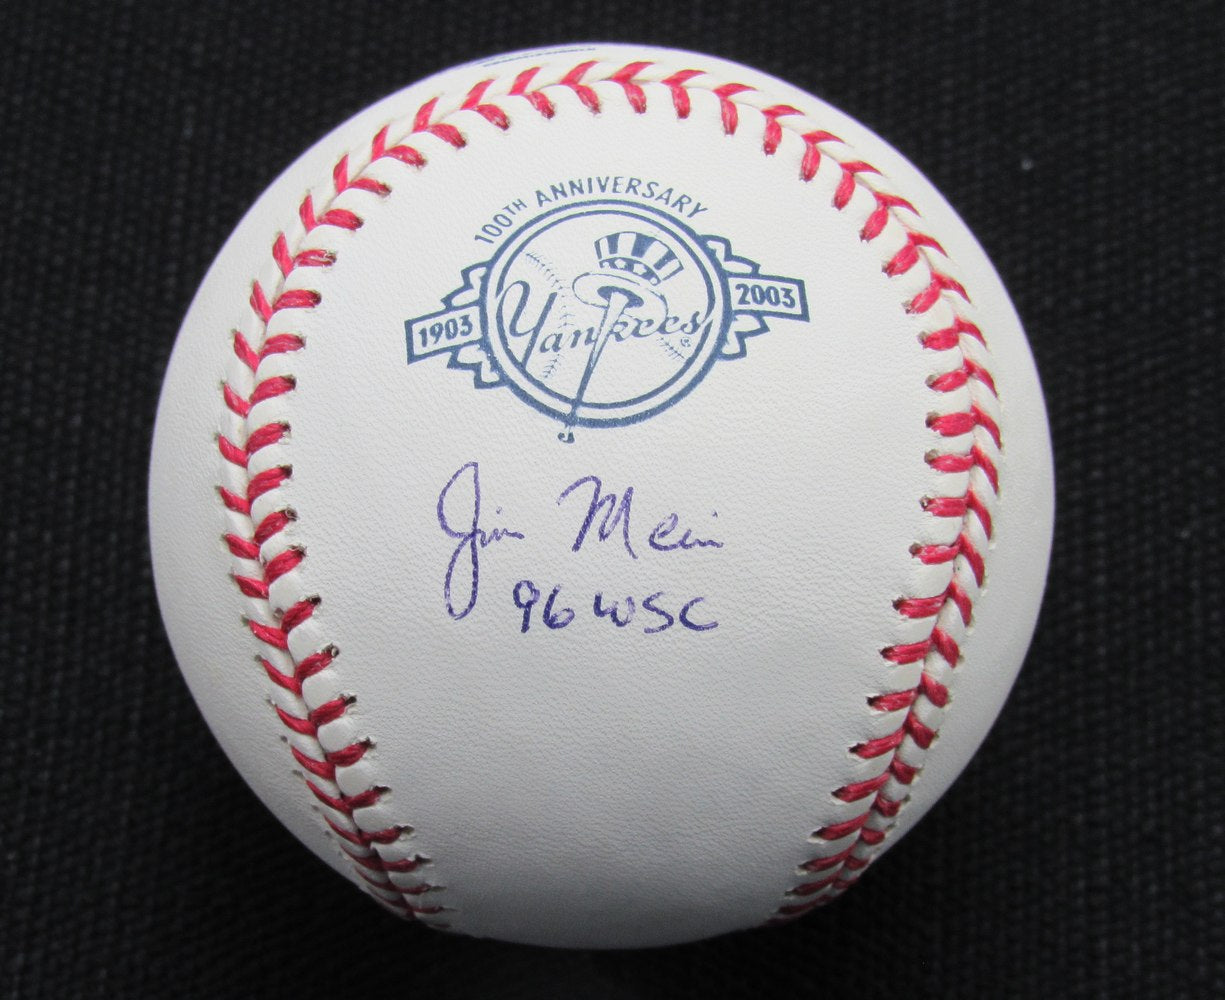 100TH ANNIVERSARY
1903 Yankees 2003
Jim Mecir
96 WSC